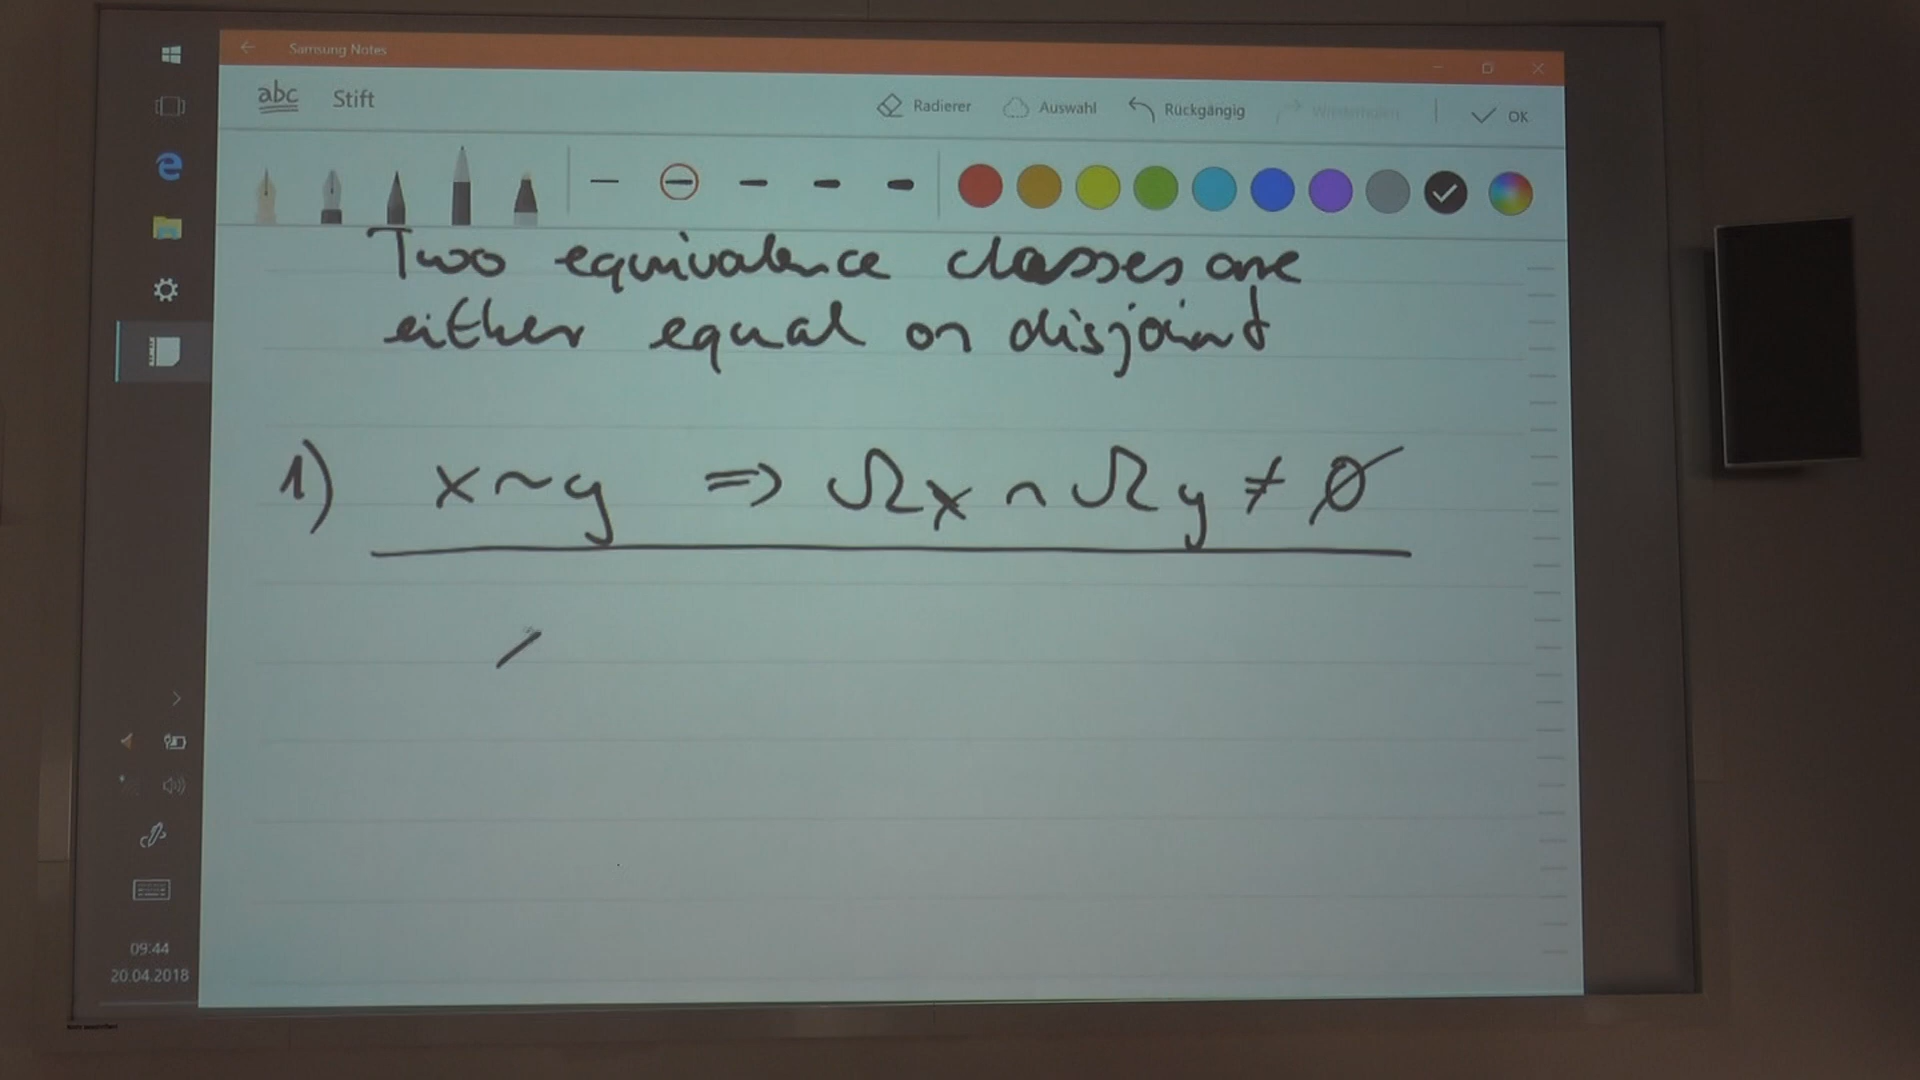 Samsung Notes
abc Stift Radierer Auswahl Rückgängig Wiederholen OK
Two equivalence classes are
either equal or disjoint
1) x ~ y ⇒ Ωx ∩ Ωy ≠ ∅
09:44
20.04.2018